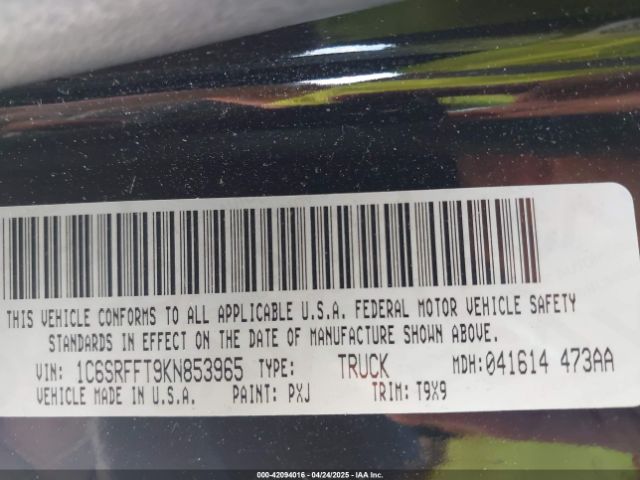 THIS VEHICLE CONFORMS TO ALL APPLICABLE U.S.A. FEDERAL MOTOR VEHICLE SAFETY
STANDARDS IN EFFECT ON THE DATE OF MANUFACTURE SHOWN ABOVE.
VIN: 1C6SRFFT9KN853965 TYPE: TRUCK MDH: 041614 473AA
VEHICLE MADE IN U.S.A. PAINT: PXJ TRIM: T9X9
000-42094016 - 04/24/2025 - IAA Inc.